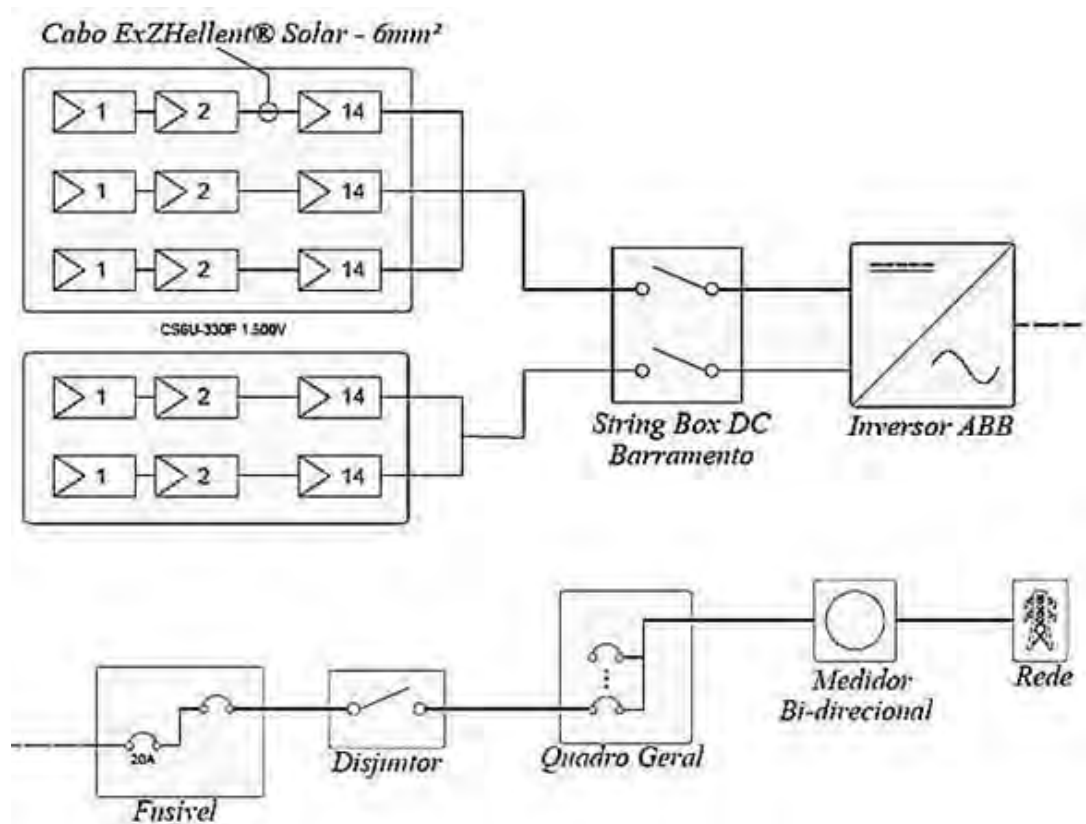 Cabo ExZHellent® Solar - 6mm²
1 2 14
1 2 14
1 2 14
CS6U-330P 1.500V
1 2 14
1 2 14
String Box DC
Barramento
Inversor ABB
20A
Fusível
Disjuntor
Quadro Geral
Medidor
Bi-direcional
Rede